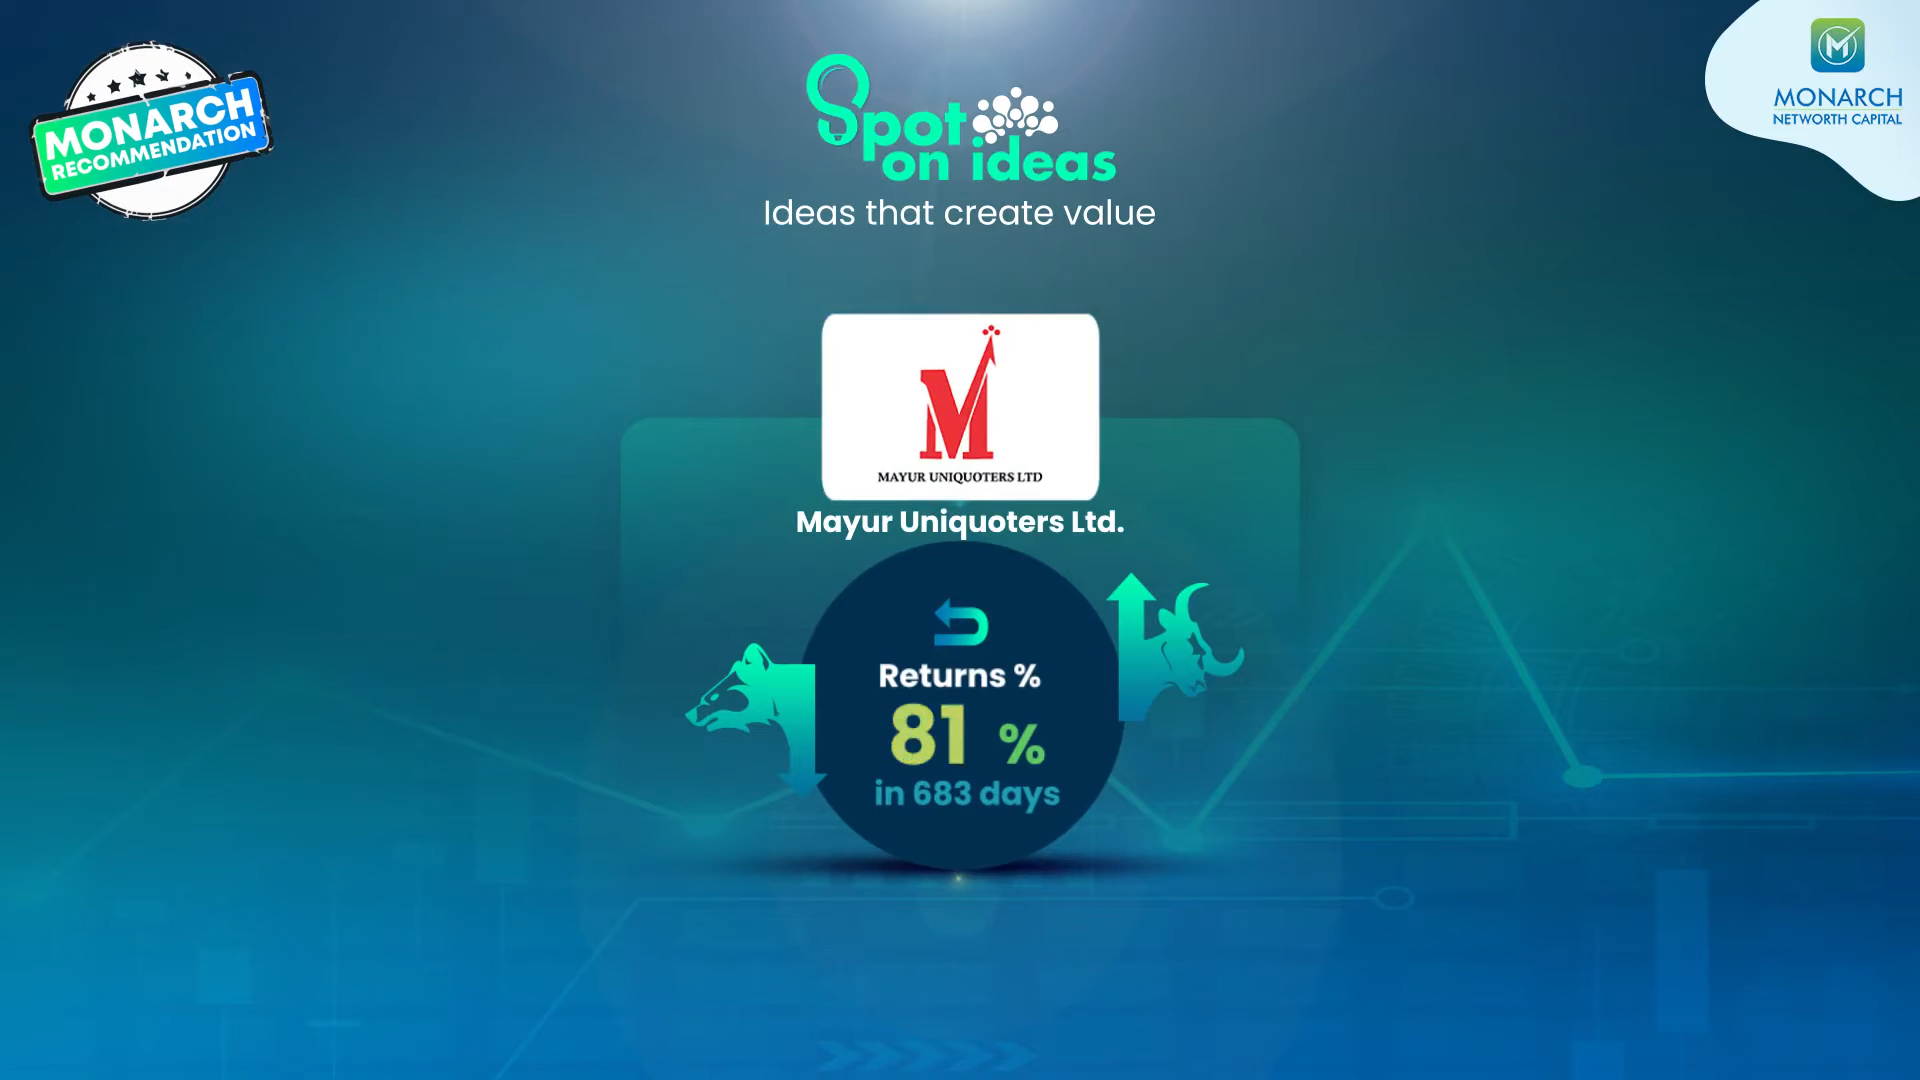 MONARCH
RECOMMENDATION
Spot
on ideas
Ideas that create value
MONARCH
NETWORTH CAPITAL
MAYUR UNIQUOTERS LTD
Mayur Uniquoters Ltd.
Returns %
81 %
in 683 days